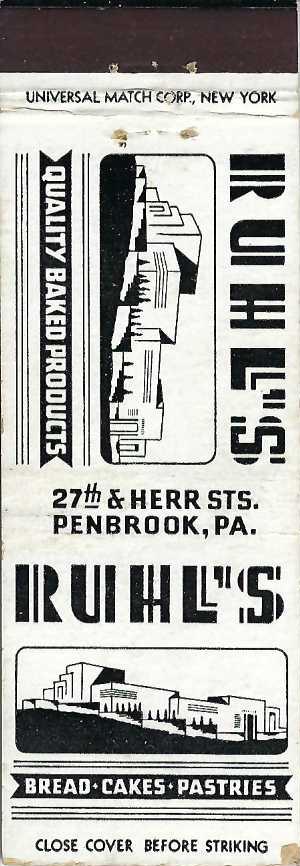 UNIVERSAL MATCH CORP., NEW YORK
RUHL'S
QUALITY BAKED PRODUCTS
27th & HERR STS.
PENBROOK, PA.
RUHL'S
BREAD·CAKES·PASTRIES
CLOSE COVER BEFORE STRIKING